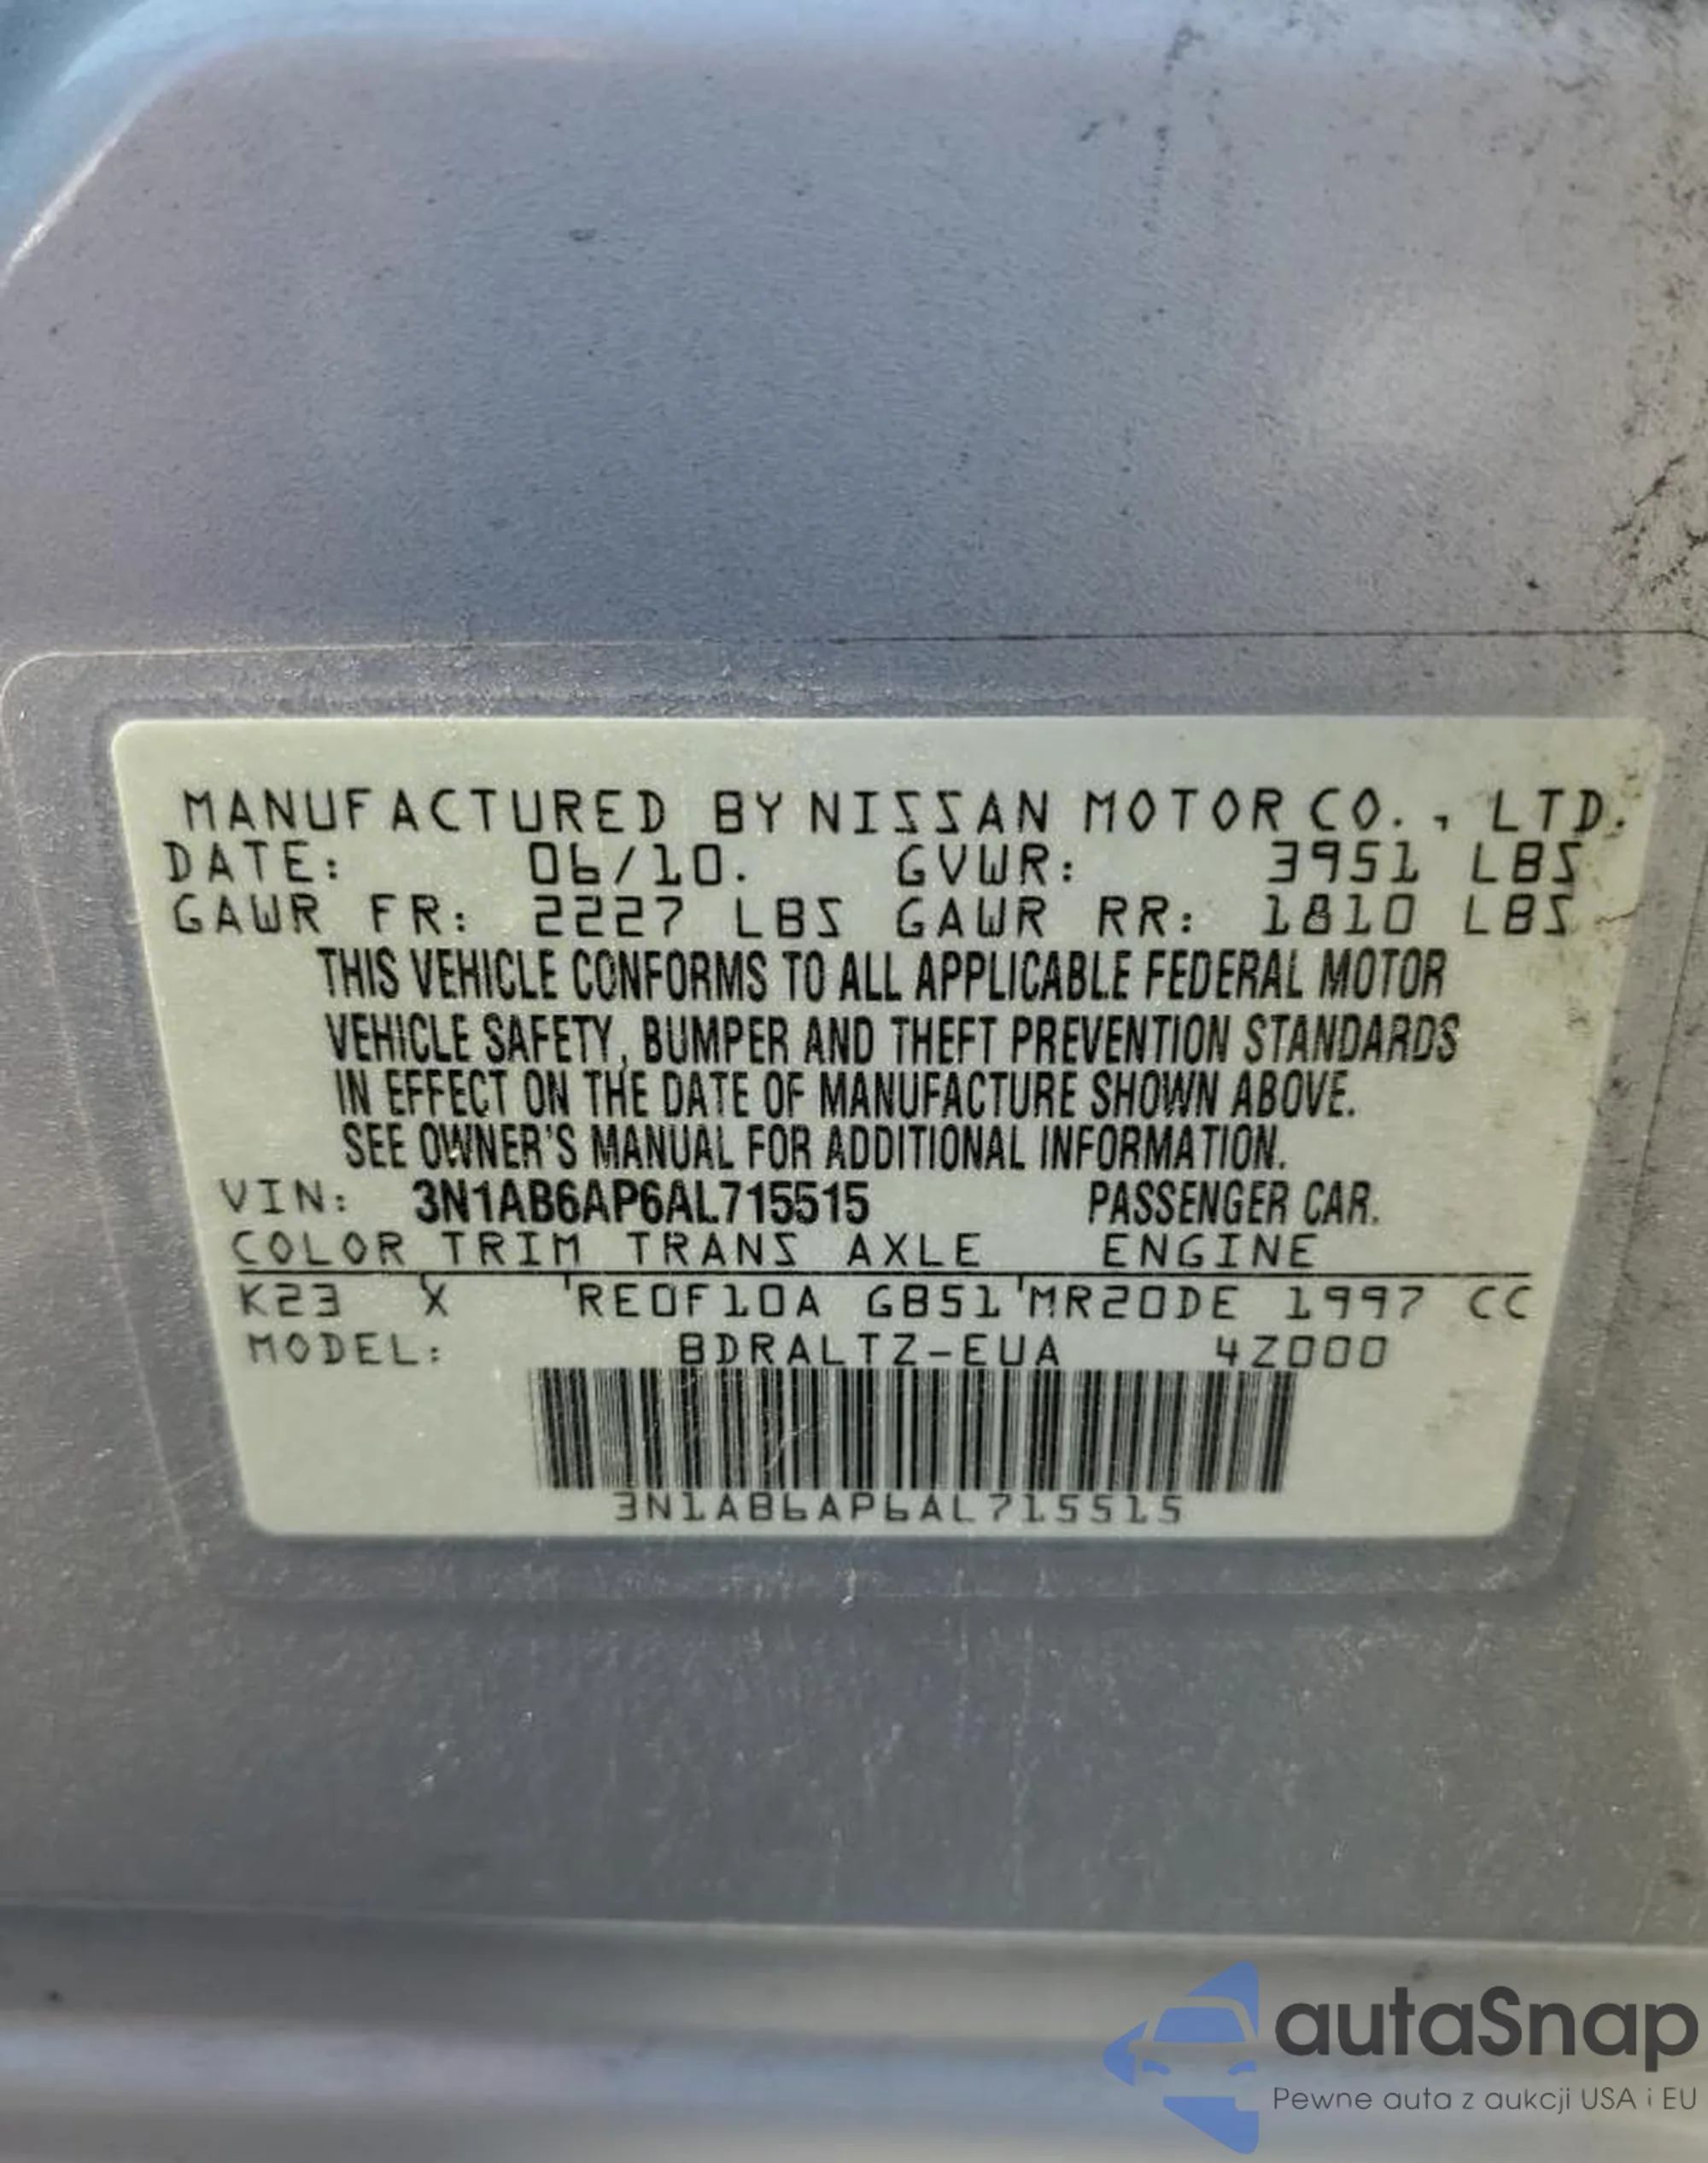 MANUFACTURED BY NISSAN MOTOR CO., LTD.
DATE: 06/10. GVWR: 3951 LBS
GAWR FR: 2227 LBS GAWR RR: 1810 LBS
THIS VEHICLE CONFORMS TO ALL APPLICABLE FEDERAL MOTOR
VEHICLE SAFETY, BUMPER AND THEFT PREVENTION STANDARDS
IN EFFECT ON THE DATE OF MANUFACTURE SHOWN ABOVE.
SEE OWNER'S MANUAL FOR ADDITIONAL INFORMATION.
VIN: 3N1AB6AP6AL715515 PASSENGER CAR.
COLOR TRIM TRANS AXLE ENGINE
K23 X RE0F10A GB51 MR20DE 1997 CC
MODEL: BDRALTZ-EUA 4Z000
3N1AB6AP6AL715515
autaSnap
Pewne auta z aukcji USA i EU